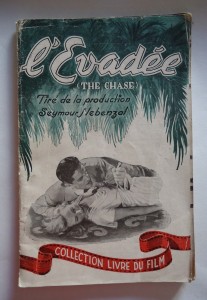 l'Evadée
(THE CHASE)
Tiré de la production
Seymour Nebenzal
COLLECTION LIVRE DU FILM